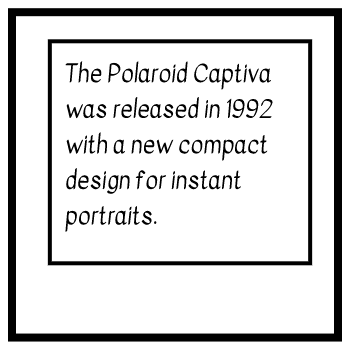 The Polaroid Captiva
was released in 1992
with a new compact
design for instant
portraits.